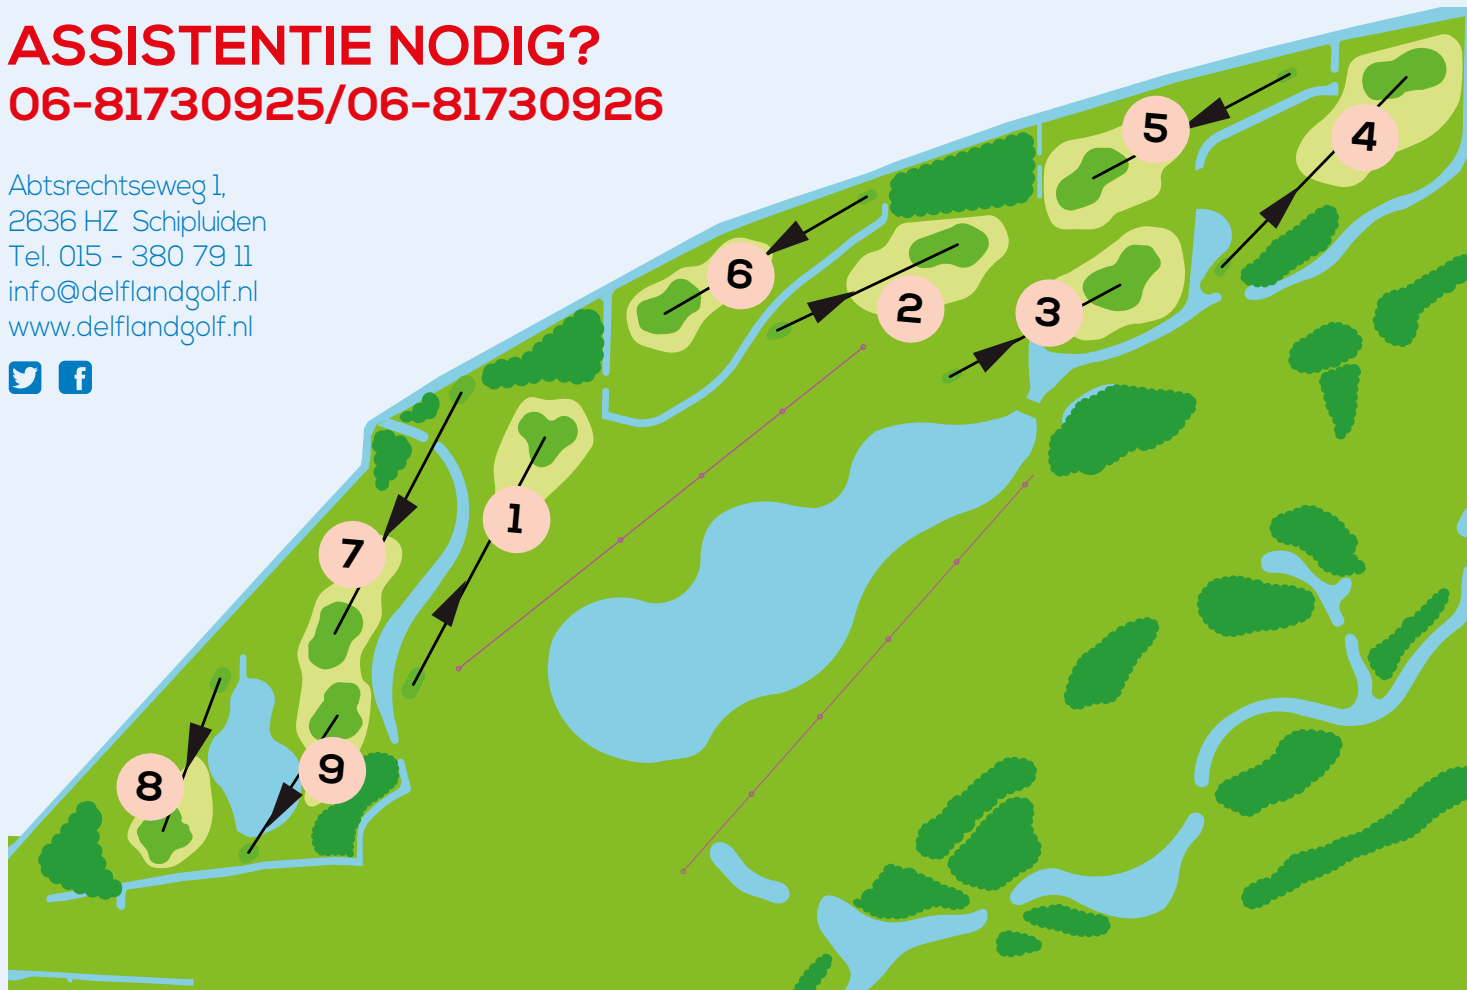 ASSISTENTIE NODIG?
06-81730925/06-81730926
Abtsrechtseweg 1,
2636 HZ Schipluiden
Tel. 015 - 380 79 11
info@delflandgolf.nl
www.delflandgolf.nl
5
4
6
2
3
1
7
9
8